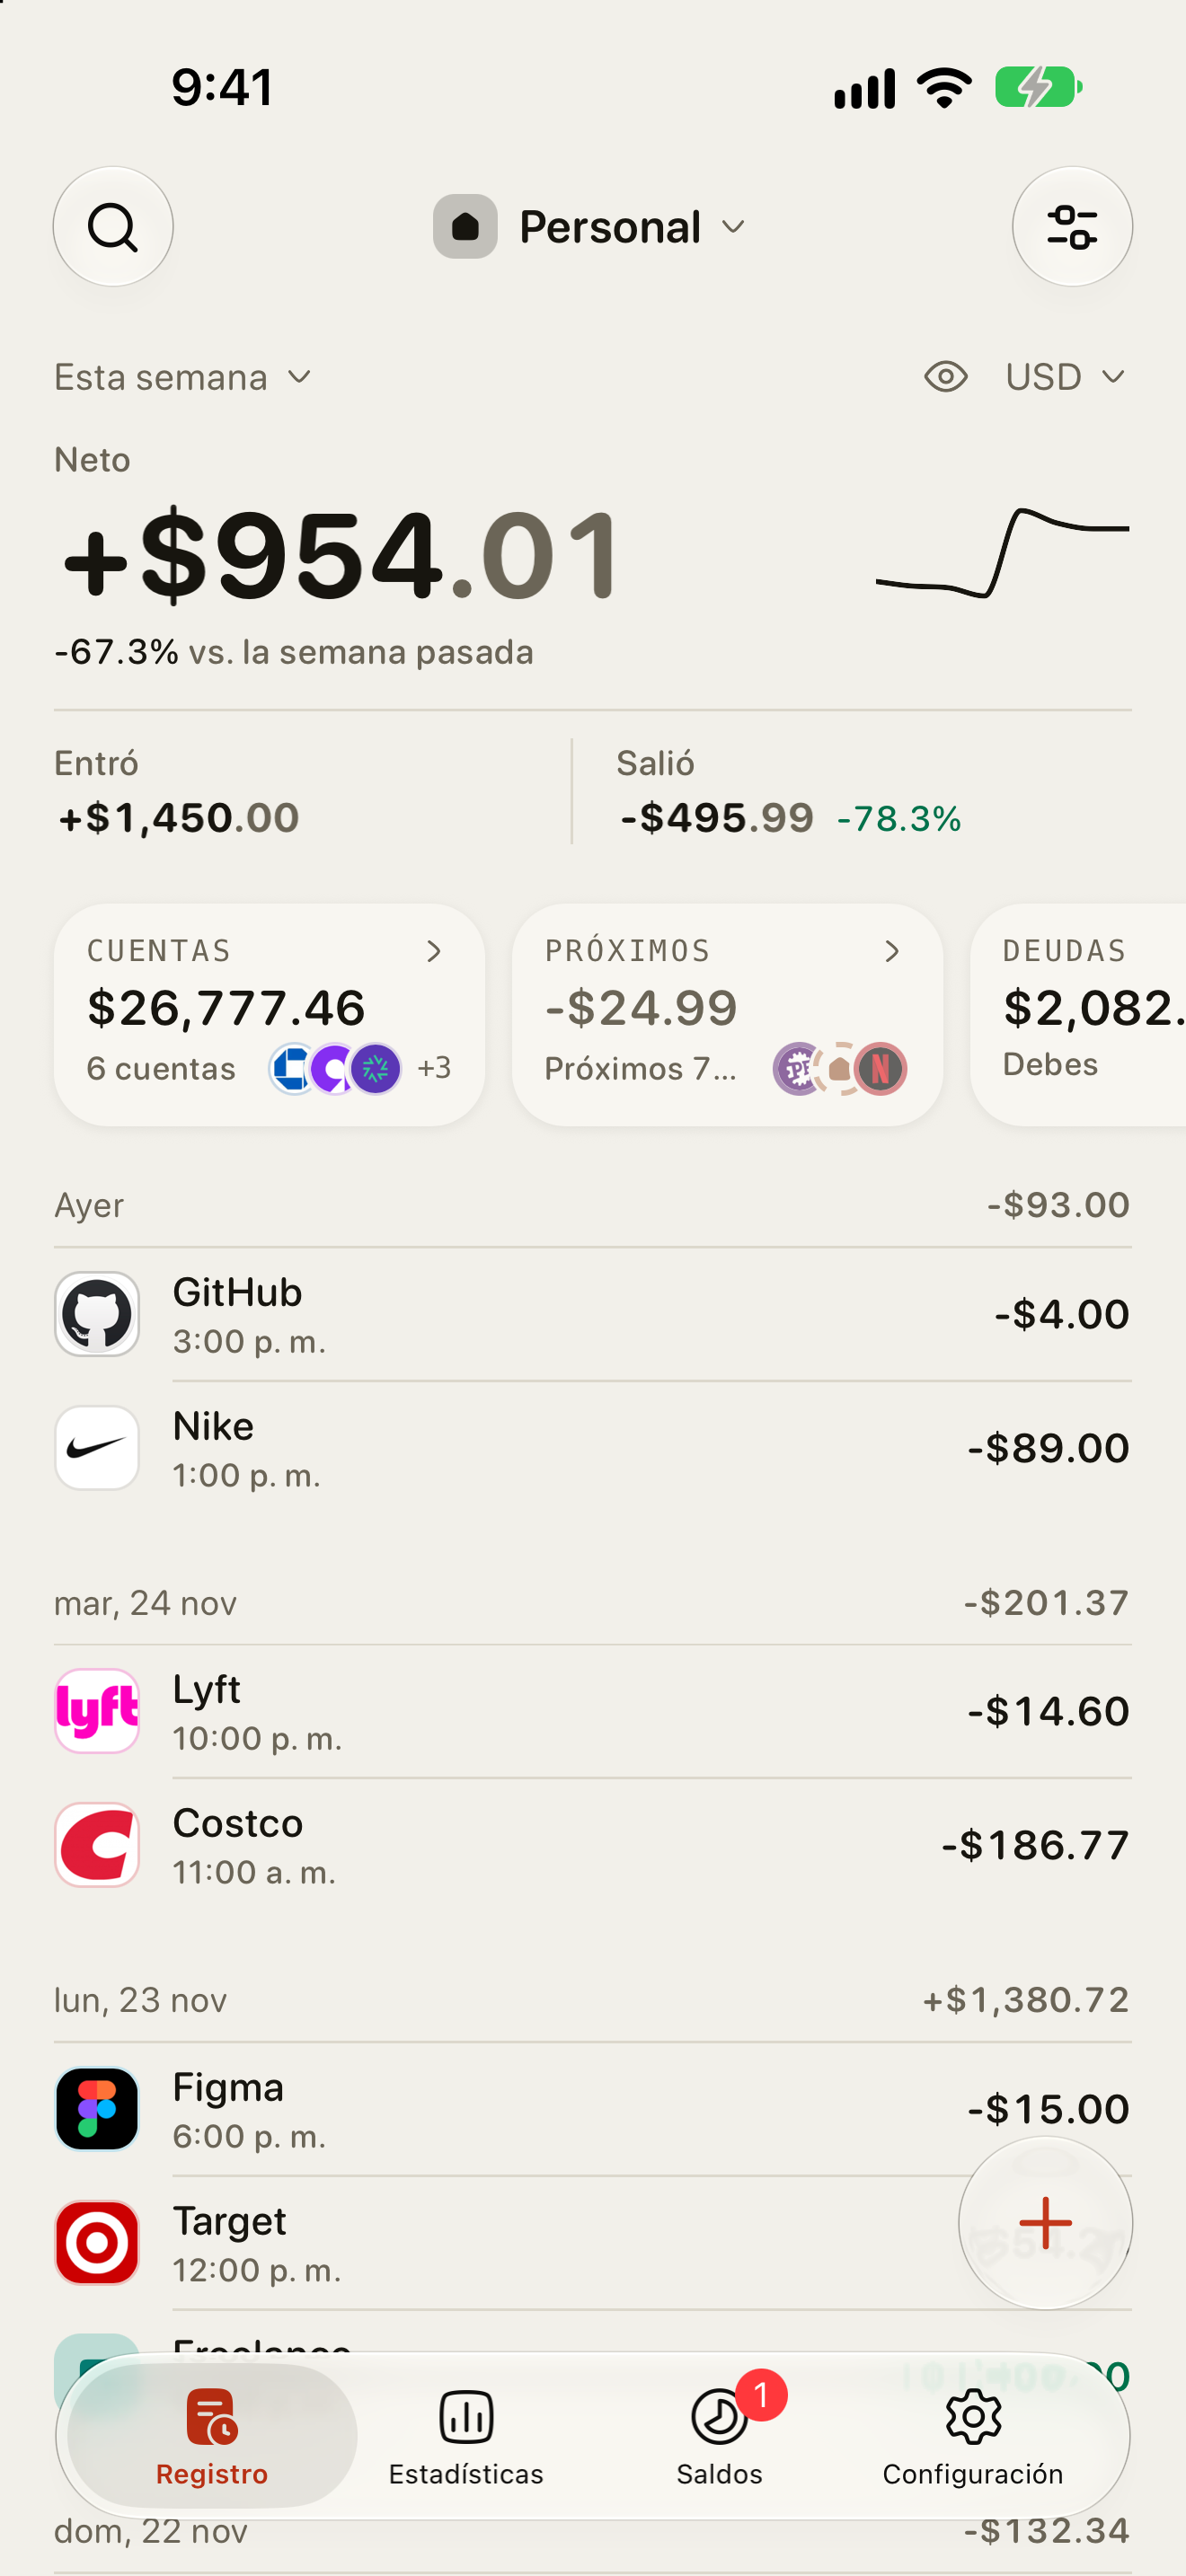 9:41
Personal
Esta semana
USD
Neto
+$954.01
-67.3% vs. la semana pasada
Entró
Salió
+$1,450.00
-$495.99 -78.3%
CUENTAS
$26,777.46
6 cuentas
+3
PRÓXIMOS
-$24.99
Próximos 7...
N
DEUDAS
$2,082.
Debes
Ayer
-$93.00
GitHub
3:00 p. m.
-$4.00
Nike
1:00 p. m.
-$89.00
mar, 24 nov
-$201.37
lyft
Lyft
10:00 p. m.
-$14.60
Costco
11:00 a. m.
-$186.77
lun, 23 nov
+$1,380.72
Figma
6:00 p. m.
-$15.00
Target
12:00 p. m.
Freelance
1
Registro
Estadísticas
Saldos
Configuración
dom, 22 nov
-$132.34